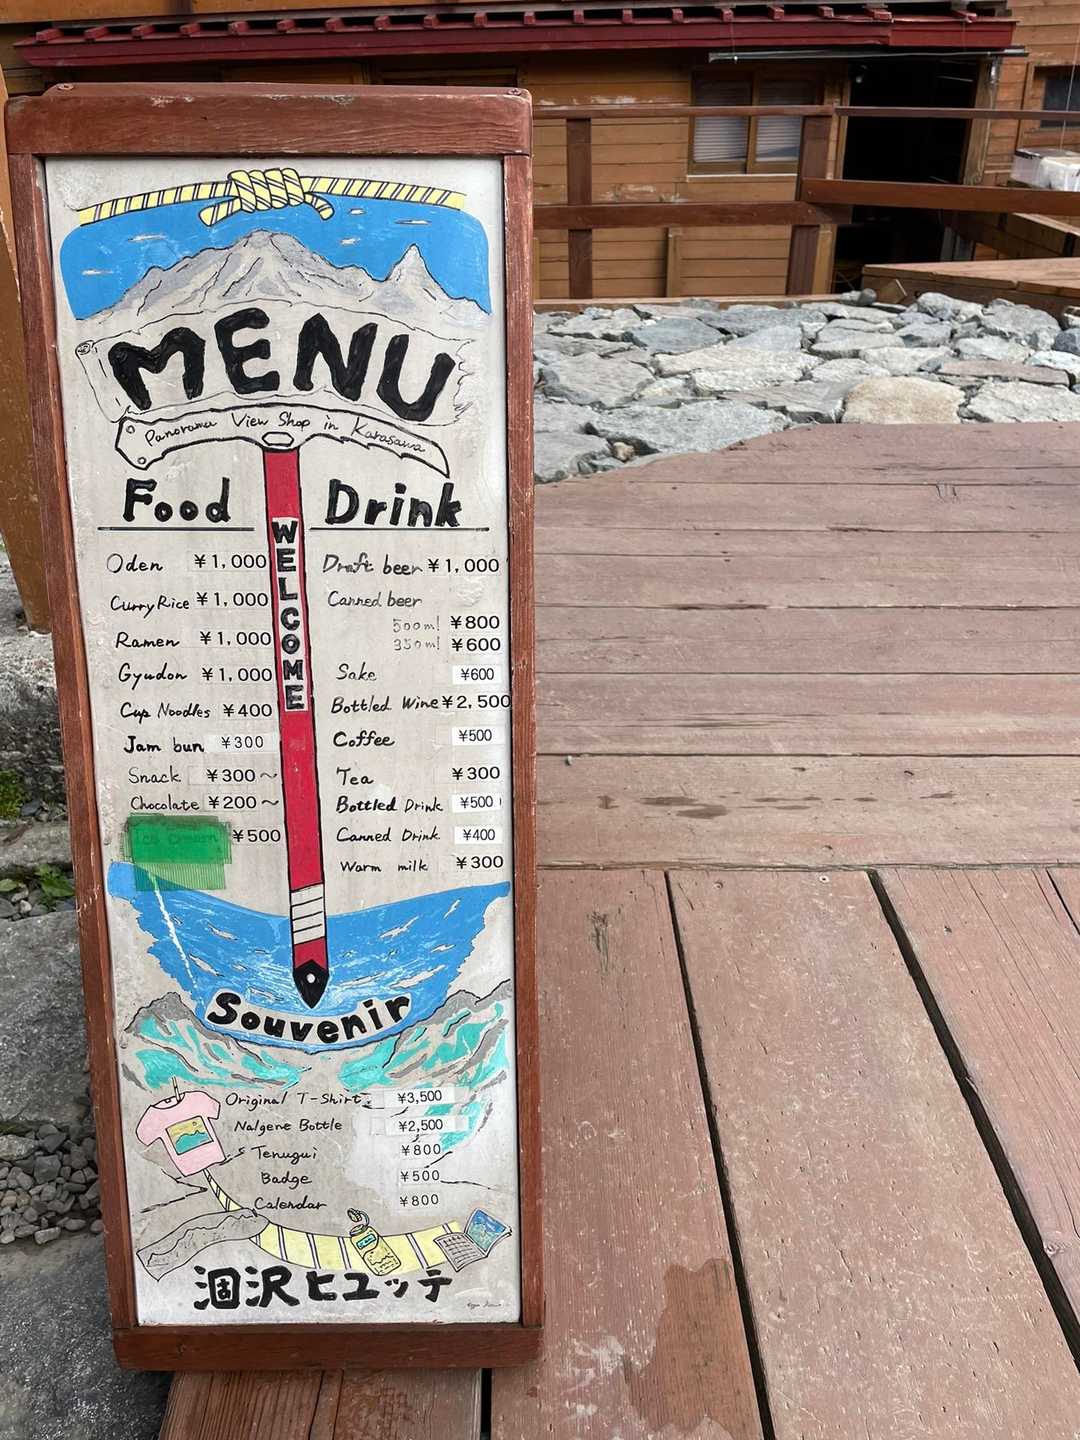 MENU
Panorama View Shop in Karasawa
WELCOME
Food
Oden ¥1,000
Curry Rice ¥1,000
Ramen ¥1,000
Gyudon ¥1,000
Cup Noodles ¥400
Jam bun ¥300
Snack ¥300～
Chocolate ¥200～
Ice cream ¥500
Drink
Draft beer ¥1,000
Canned beer
500ml ¥800
350ml ¥600
Sake ¥600
Bottled Wine ¥2,500
Coffee ¥500
Tea ¥300
Bottled Drink ¥500
Canned Drink ¥400
Warm milk ¥300
Souvenir
Original T-Shirt ¥3,500
Nalgene Bottle ¥2,500
Tenugui ¥800
Badge ¥500
Calendar ¥800
涸沢ヒュッテ